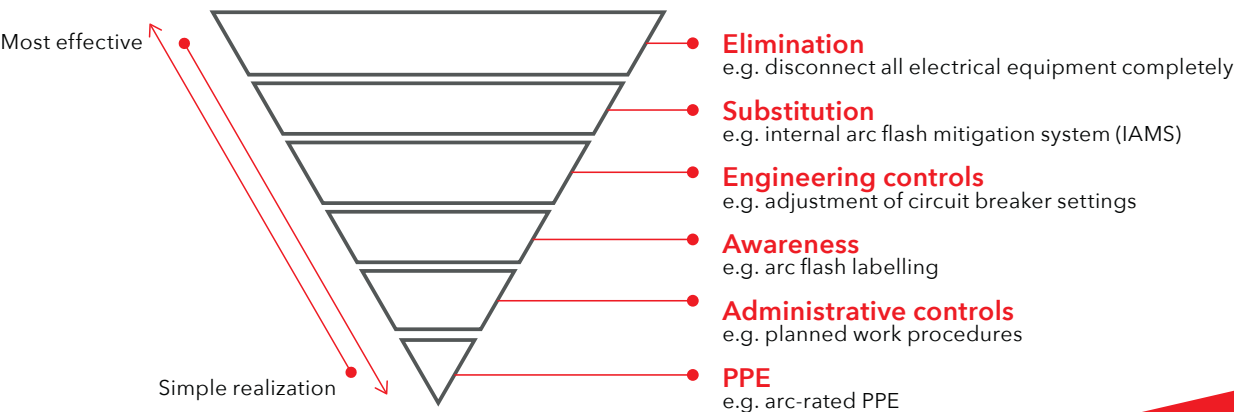 Most effective
Elimination
e.g. disconnect all electrical equipment completely
Substitution
e.g. internal arc flash mitigation system (IAMS)
Engineering controls
e.g. adjustment of circuit breaker settings
Awareness
e.g. arc flash labelling
Administrative controls
e.g. planned work procedures
Simple realization
PPE
e.g. arc-rated PPE